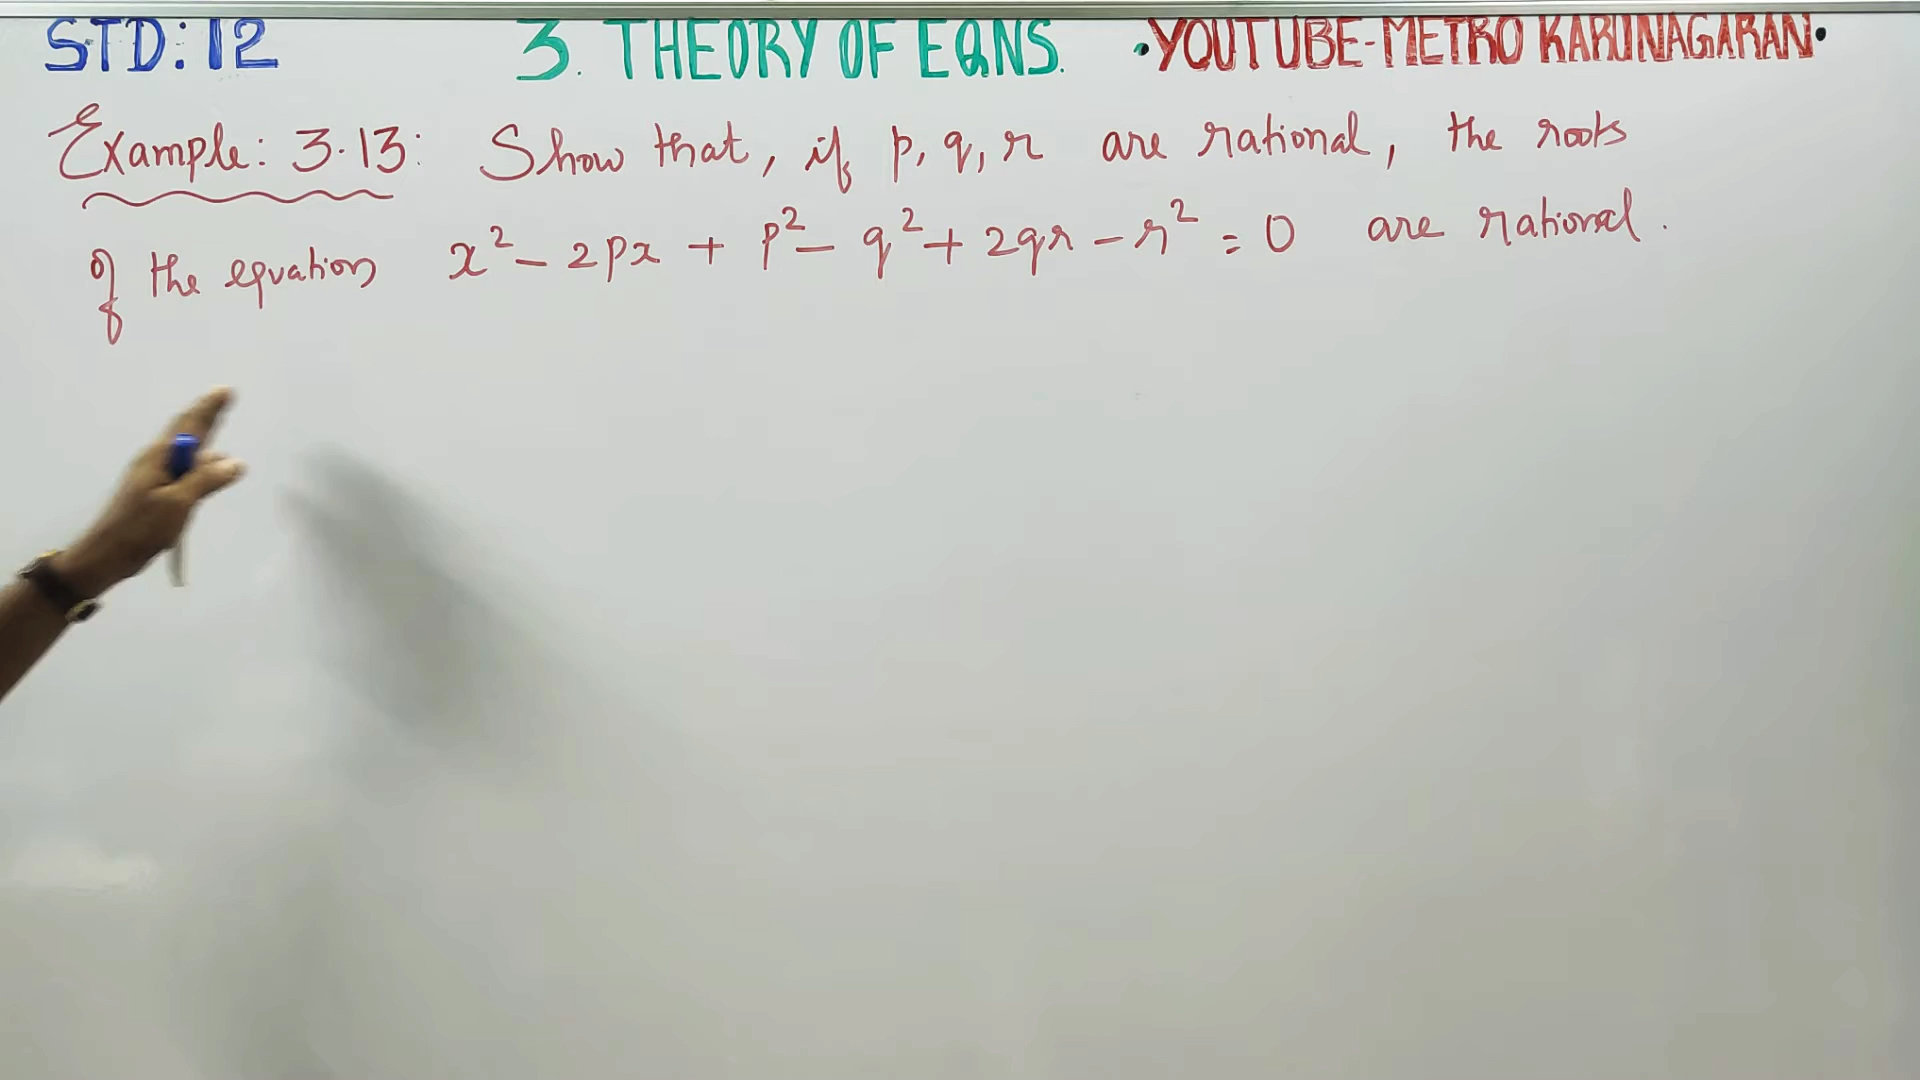 STD: 12 3. THEORY OF EQNS. •YOUTUBE-METRO KARUNAGARAN•
Example: 3.13: Show that, if p, q, r are rational, the roots
of the equation x² - 2px + p² - q² + 2qr - r² = 0 are rational.